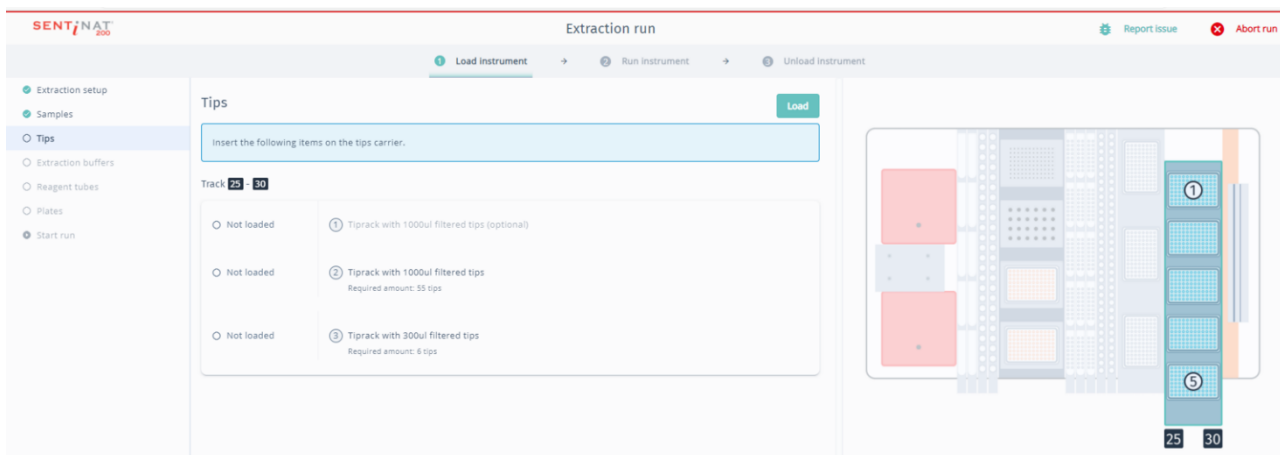 SENTiNAT
200
Extraction run
Report issue
Abort run
1 Load instrument → 2 Run instrument → 3 Unload instrument
Extraction setup
Samples
Tips
Extraction buffers
Reagent tubes
Plates
Start run
Tips
Load
Insert the following items on the tips carrier.
Track 25 - 30
Not loaded 1 Tiprack with 1000ul filtered tips (optional)
Not loaded 2 Tiprack with 1000ul filtered tips
Required amount: 55 tips
Not loaded 3 Tiprack with 300ul filtered tips
Required amount: 6 tips
1
5
25 30